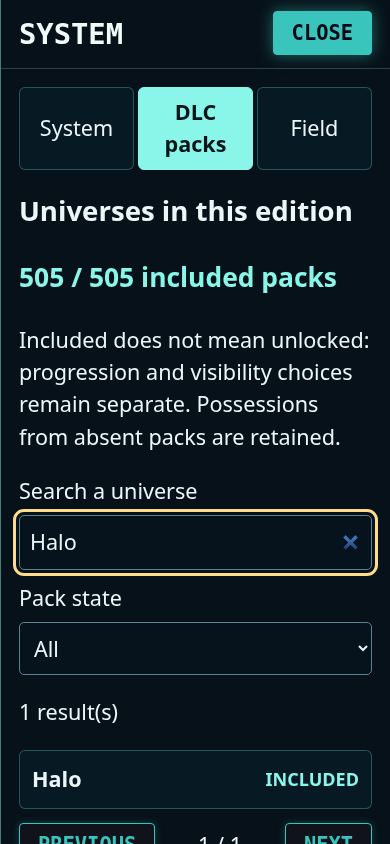 SYSTEM
CLOSE
System
DLC
packs
Field
Universes in this edition
505 / 505 included packs
Included does not mean unlocked:
progression and visibility choices
remain separate. Possessions
from absent packs are retained.
Search a universe
Halo
Pack state
All
1 result(s)
Halo
INCLUDED
PREVIOUS
1 / 1
NEXT